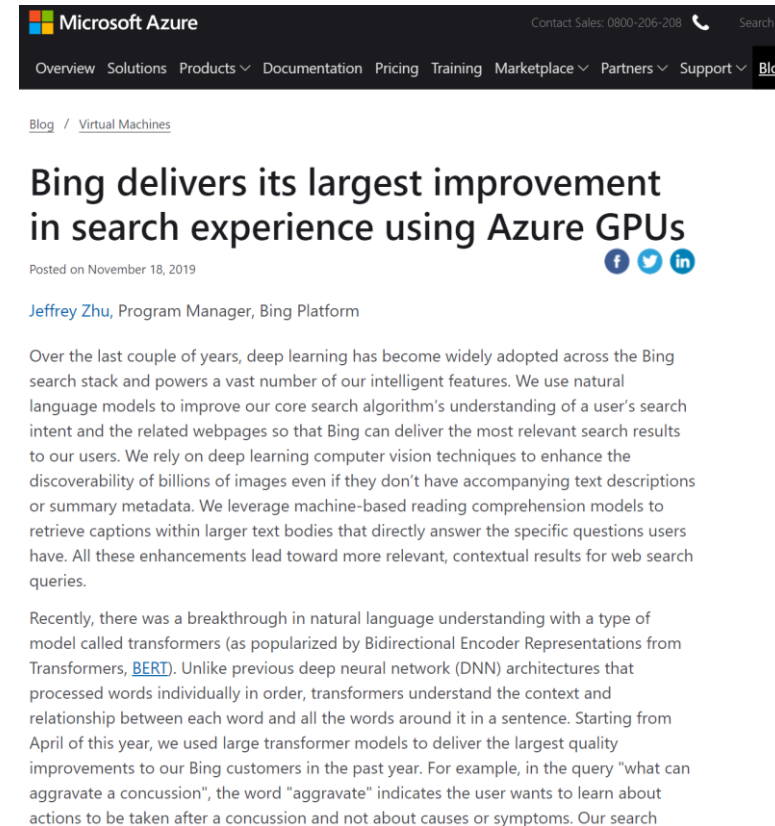 Microsoft Azure
Contact Sales: 0800-206-208 Search
Overview Solutions Products Documentation Pricing Training Marketplace Partners Support Blo
Blog / Virtual Machines
Bing delivers its largest improvement
in search experience using Azure GPUs
Posted on November 18, 2019
Jeffrey Zhu, Program Manager, Bing Platform
Over the last couple of years, deep learning has become widely adopted across the Bing
search stack and powers a vast number of our intelligent features. We use natural
language models to improve our core search algorithm's understanding of a user's search
intent and the related webpages so that Bing can deliver the most relevant search results
to our users. We rely on deep learning computer vision techniques to enhance the
discoverability of billions of images even if they don't have accompanying text descriptions
or summary metadata. We leverage machine-based reading comprehension models to
retrieve captions within larger text bodies that directly answer the specific questions users
have. All these enhancements lead toward more relevant, contextual results for web search
queries.
Recently, there was a breakthrough in natural language understanding with a type of
model called transformers (as popularized by Bidirectional Encoder Representations from
Transformers, BERT). Unlike previous deep neural network (DNN) architectures that
processed words individually in order, transformers understand the context and
relationship between each word and all the words around it in a sentence. Starting from
April of this year, we used large transformer models to deliver the largest quality
improvements to our Bing customers in the past year. For example, in the query "what can
aggravate a concussion", the word "aggravate" indicates the user wants to learn about
actions to be taken after a concussion and not about causes or symptoms. Our search